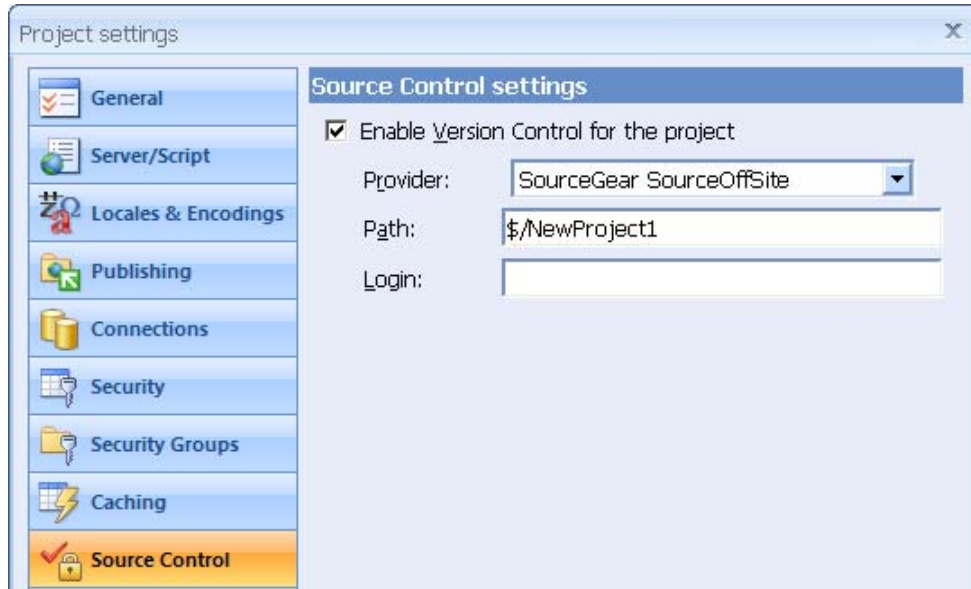 Project settings
General
Server/Script
Locales & Encodings
Publishing
Connections
Security
Security Groups
Caching
Source Control
Source Control settings
Enable Version Control for the project
Provider: SourceGear SourceOffSite
Path: $/NewProject1
Login: